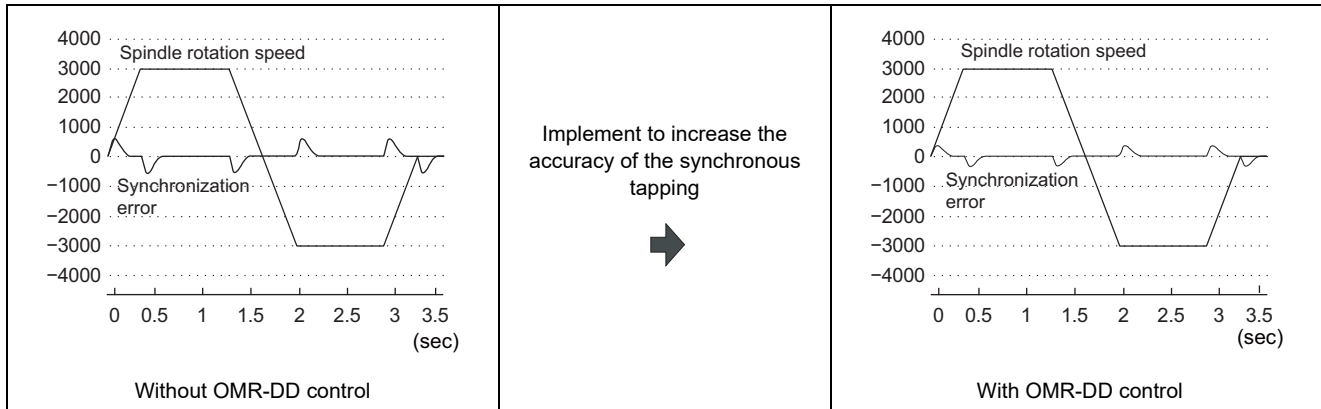 4000
Spindle rotation speed
3000
2000
1000
0
−1000
Synchronization
error
−2000
−3000
−4000
0 0.5 1 1.5 2 2.5 3 3.5
(sec)
Without OMR-DD control
Implement to increase the
accuracy of the synchronous
tapping
4000
Spindle rotation speed
3000
2000
1000
0
−1000
Synchronization
error
−2000
−3000
−4000
0 0.5 1 1.5 2 2.5 3 3.5
(sec)
With OMR-DD control